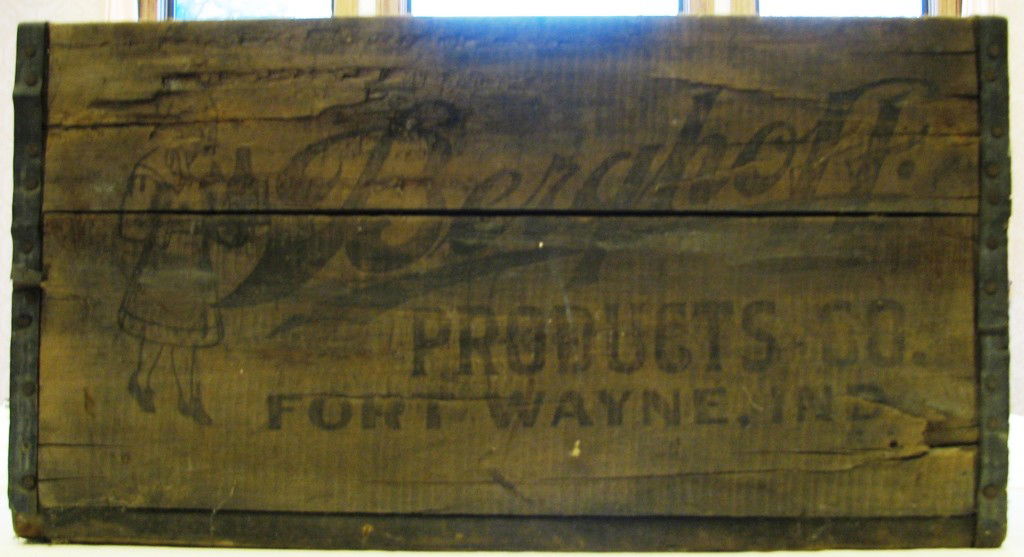 Berghoff
PRODUCTS CO.
FORT WAYNE, IND.